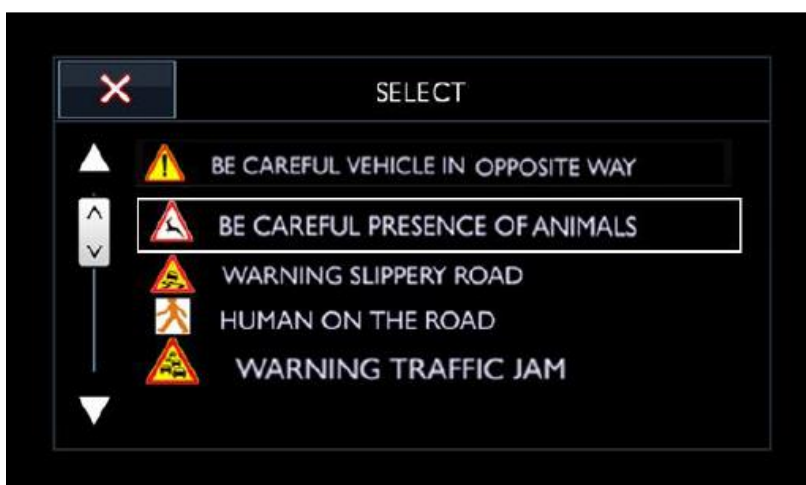 SELECT
BE CAREFUL VEHICLE IN OPPOSITE WAY
BE CAREFUL PRESENCE OF ANIMALS
WARNING SLIPPERY ROAD
HUMAN ON THE ROAD
WARNING TRAFFIC JAM